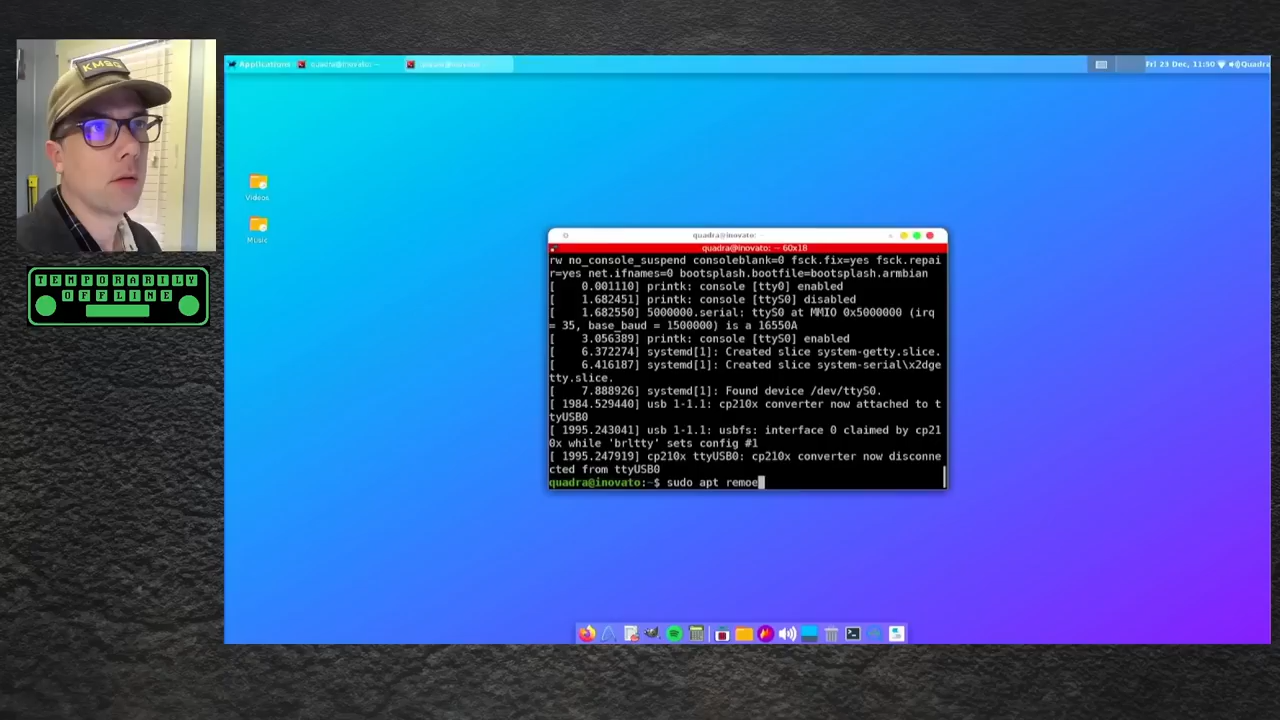 KMSG
TEMPORARILY
OFFLINE
Applications
quadra@inovato: ~
Fri 23 Dec, 11:50
Quadra
Videos
Music
quadra@inovato: ~
quadra@inovato: ~ 60x18
rw no_console_suspend consoleblank=0 fsck.fix=yes fsck.repai
r=yes net.ifnames=0 bootsplash.bootfile=bootsplash.armbian
[    0.001110] printk: console [tty0] enabled
[    1.682451] printk: console [ttyS0] disabled
[    1.682550] 5000000.serial: ttyS0 at MMIO 0x5000000 (irq
= 35, base_baud = 1500000) is a 16550A
[    3.056389] printk: console [ttyS0] enabled
[    6.372274] systemd[1]: Created slice system-getty.slice.
[    6.416187] systemd[1]: Created slice system-serial\x2dge
tty.slice.
[    7.888926] systemd[1]: Found device /dev/ttyS0.
[ 1984.529440] usb 1-1.1: cp210x converter now attached to t
tyUSB0
[ 1995.243041] usb 1-1.1: usbfs: interface 0 claimed by cp21
0x while 'brltty' sets config #1
[ 1995.247919] cp210x ttyUSB0: cp210x converter now disconne
cted from ttyUSB0
quadra@inovato:~$ sudo apt remoe